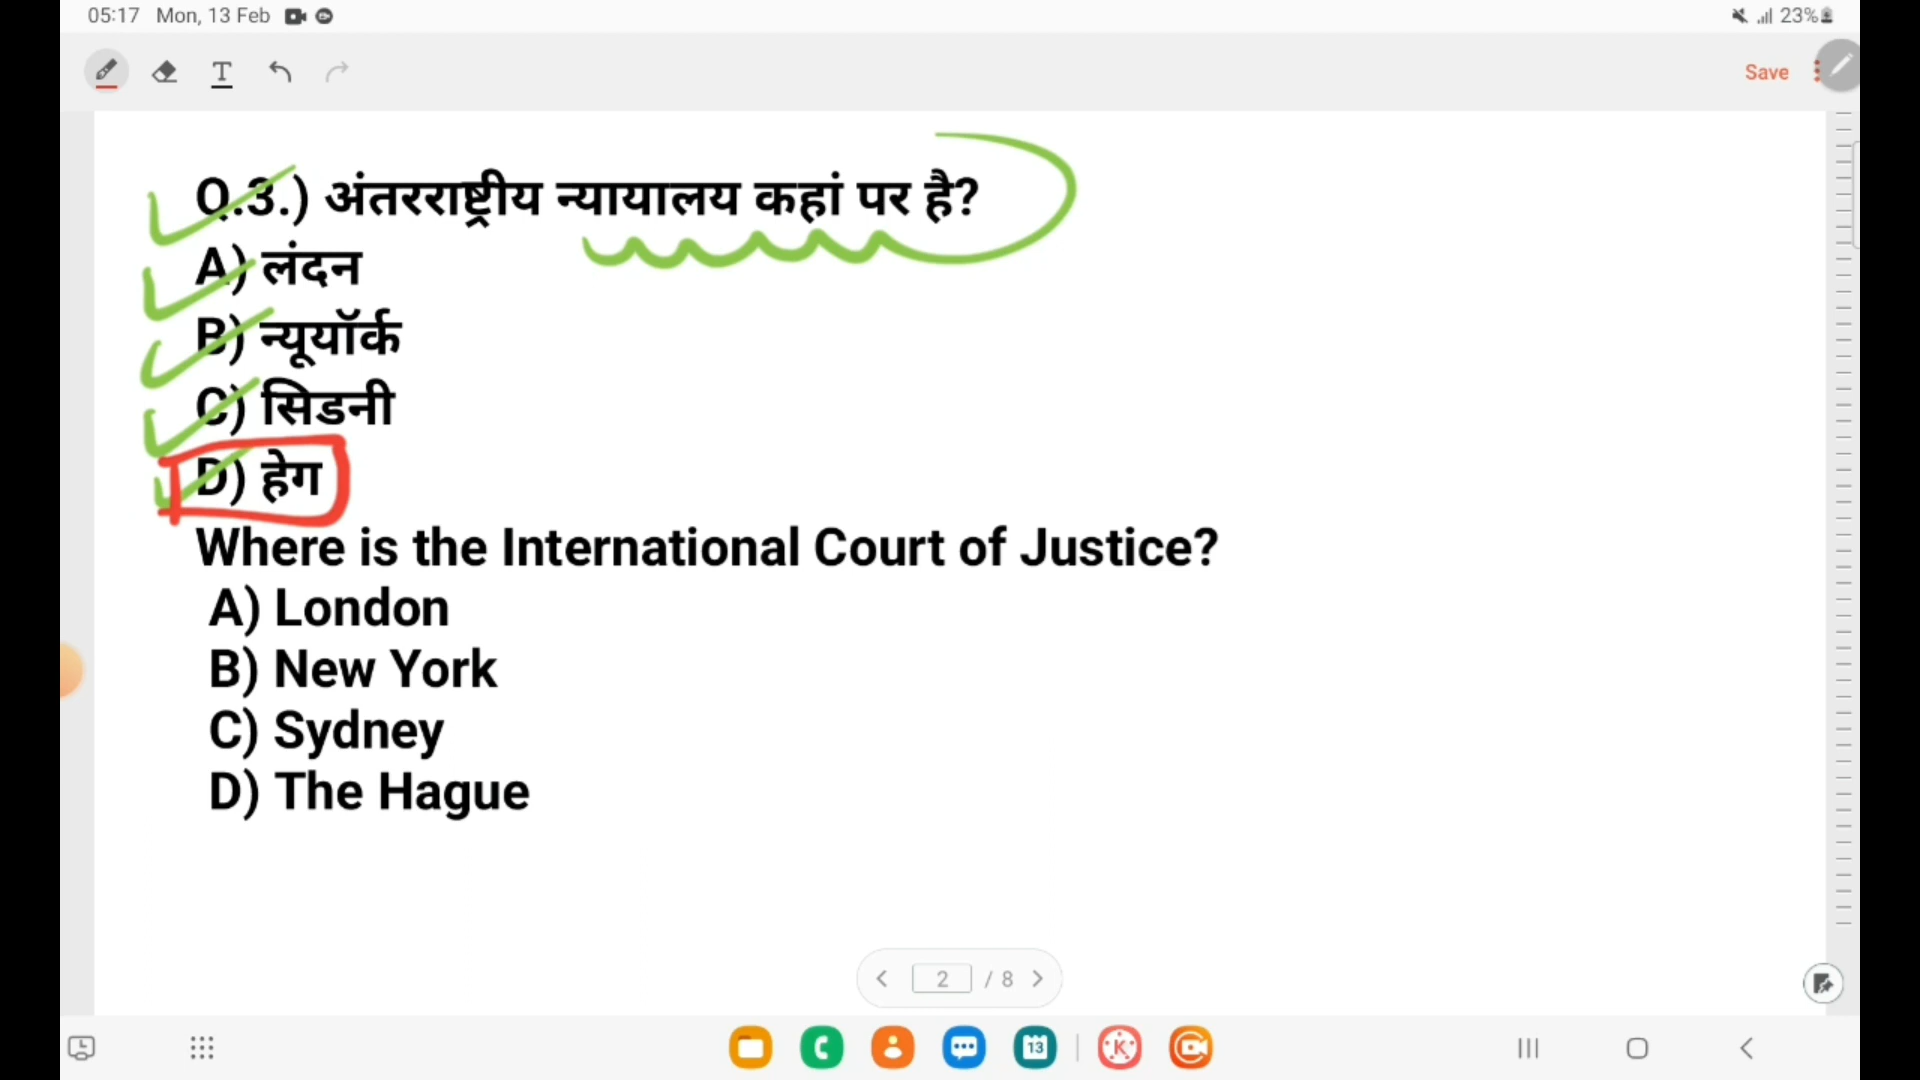 05:17 Mon, 13 Feb 23%
Save
Q.3.) अंतरराष्ट्रीय न्यायालय कहां पर है?
A) लंदन
B) न्यूयॉर्क
C) सिडनी
D) हेग
Where is the International Court of Justice?
A) London
B) New York
C) Sydney
D) The Hague
2 / 8
13
K